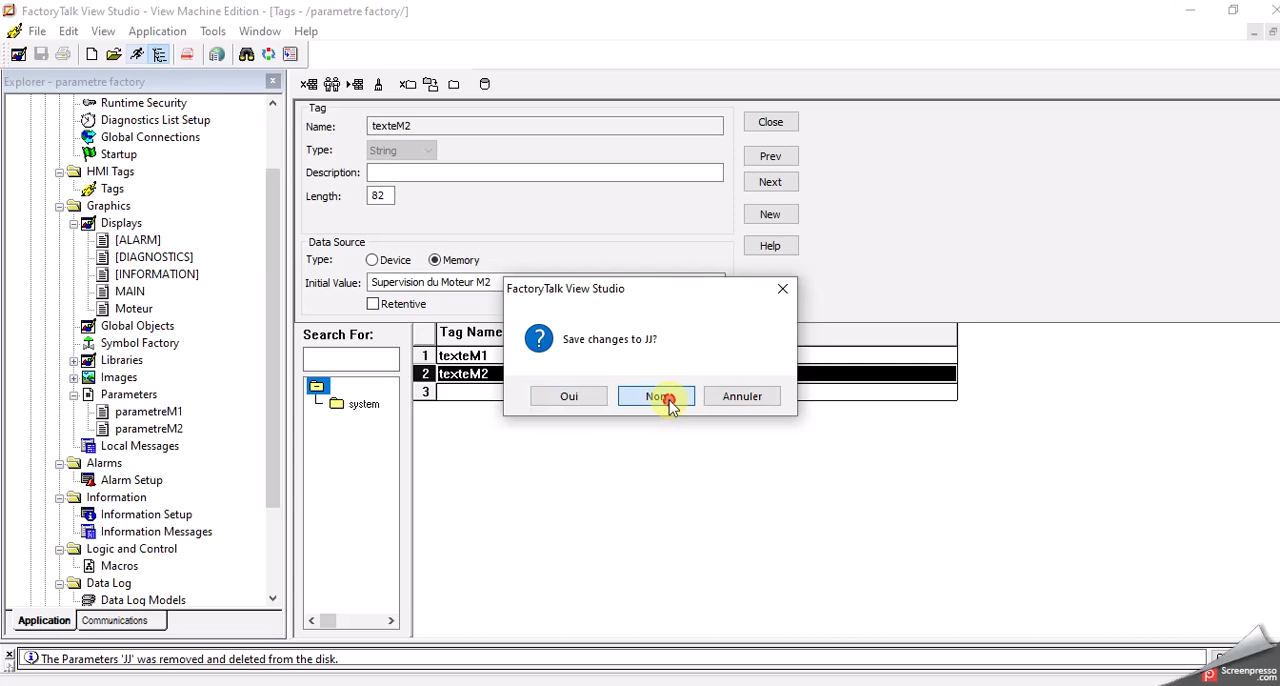 FactoryTalk View Studio - View Machine Edition - [Tags - /parametre factory/]
File Edit View Application Tools Window Help
Explorer - parametre factory
Runtime Security
Diagnostics List Setup
Global Connections
Startup
HMI Tags
Tags
Graphics
Displays
[ALARM]
[DIAGNOSTICS]
[INFORMATION]
MAIN
Moteur
Global Objects
Symbol Factory
Libraries
Images
Parameters
parametreM1
parametreM2
Local Messages
Alarms
Alarm Setup
Information
Information Setup
Information Messages
Logic and Control
Macros
Data Log
Data Log Models
Application Communications
Tag
Name: texteM2
Type: String
Description:
Length: 82
Close
Prev
Next
New
Help
Data Source
Type: Device Memory
Initial Value: Supervision du Moteur M2
Retentive
Search For:
system
Tag Name
1 texteM1
2 texteM2
3
FactoryTalk View Studio
Save changes to JJ?
Oui Non Annuler
The Parameters 'JJ' was removed and deleted from the disk.
Screenpresso
.com